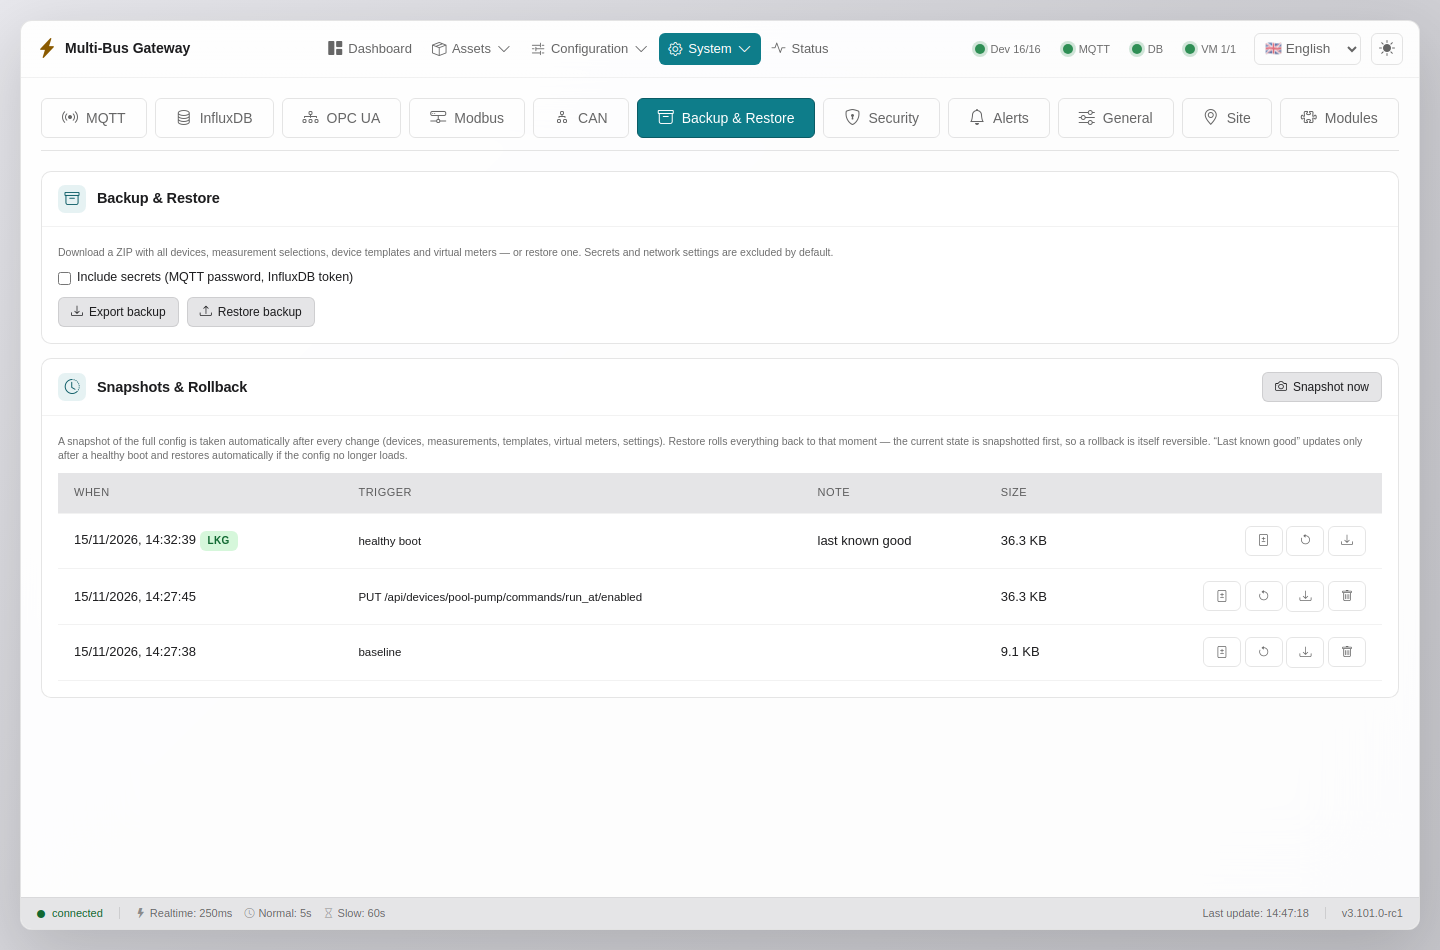 Multi-Bus Gateway
Dashboard
Assets
Configuration
System
Status
Dev 16/16
MQTT
DB
VM 1/1
English
MQTT
InfluxDB
OPC UA
Modbus
CAN
Backup & Restore
Security
Alerts
General
Site
Modules
Backup & Restore
Download a ZIP with all devices, measurement selections, device templates and virtual meters — or restore one. Secrets and network settings are excluded by default.
Include secrets (MQTT password, InfluxDB token)
Export backup
Restore backup
Snapshots & Rollback
Snapshot now
A snapshot of the full config is taken automatically after every change (devices, measurements, templates, virtual meters, settings). Restore rolls everything back to that moment — the current state is snapshotted first, so a rollback is itself reversible. “Last known good” updates only
after a healthy boot and restores automatically if the config no longer loads.
WHEN TRIGGER NOTE SIZE
15/11/2026, 14:32:39 LKG healthy boot last known good 36.3 KB
15/11/2026, 14:27:45 PUT /api/devices/pool-pump/commands/run_at/enabled 36.3 KB
15/11/2026, 14:27:38 baseline 9.1 KB
connected
Realtime: 250ms
Normal: 5s
Slow: 60s
Last update: 14:47:18
v3.101.0-rc1